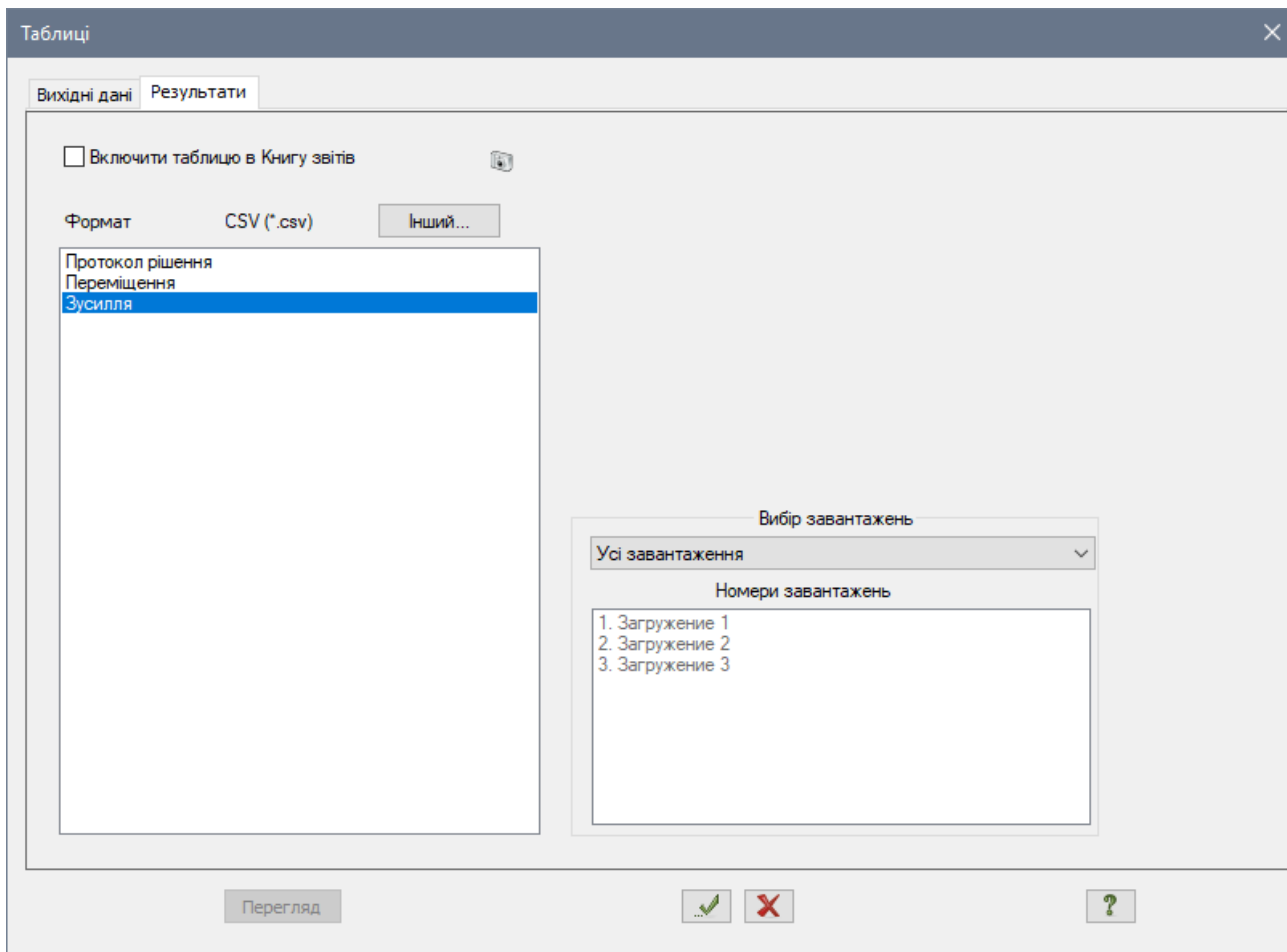 Таблиці
Вихідні дані Результати
Включити таблицю в Книгу звітів
Формат CSV (*.csv) Інший...
Протокол рішення
Переміщення
Зусилля
Вибір завантажень
Усі завантаження
Номери завантажень
1. Загружение 1
2. Загружение 2
3. Загружение 3
Перегляд ?